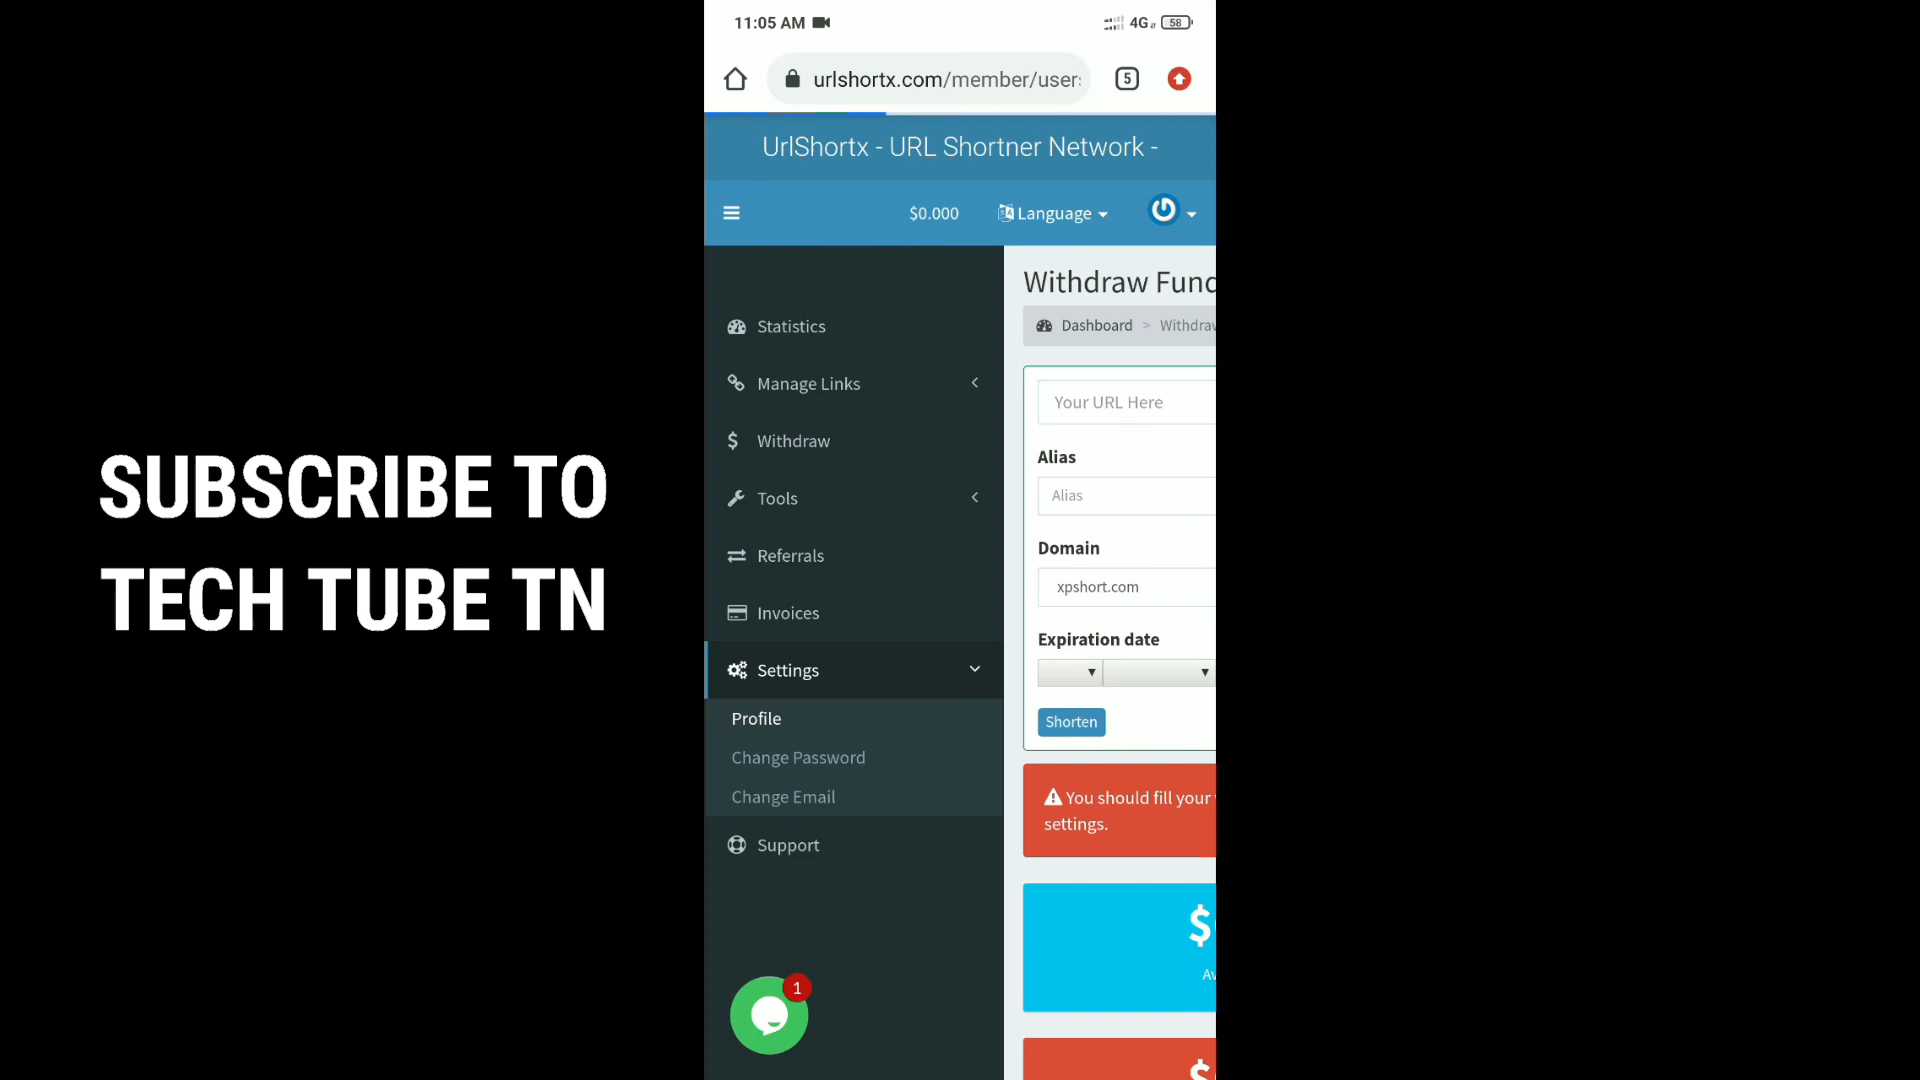 SUBSCRIBE TO
TECH TUBE TN
11:05 AM
4G
58
urlshortx.com/member/user
5
UrlShortx - URL Shortner Network -
$0.000
Language
Statistics
Manage Links
$ Withdraw
Tools
Referrals
Invoices
Settings
Profile
Change Password
Change Email
Support
1
Withdraw Func
Dashboard > Withdraw
Your URL Here
Alias
Alias
Domain
xpshort.com
Expiration date
Shorten
You should fill your
settings.
$
Av
$